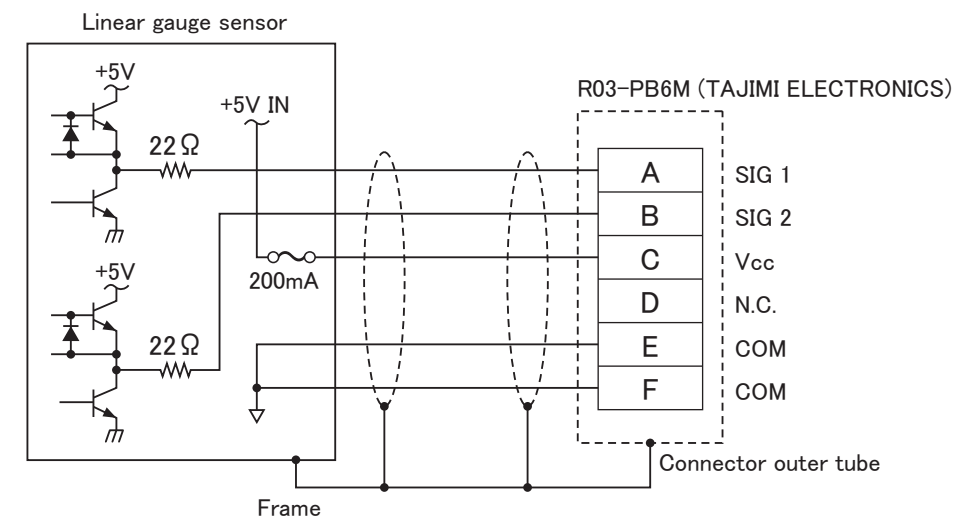 Linear gauge sensor
R03-PB6M (TAJIMI ELECTRONICS)
+5V
+5V IN
22Ω
A SIG 1
B SIG 2
C Vcc
200mA
+5V
D N.C.
22Ω
E COM
F COM
Connector outer tube
Frame